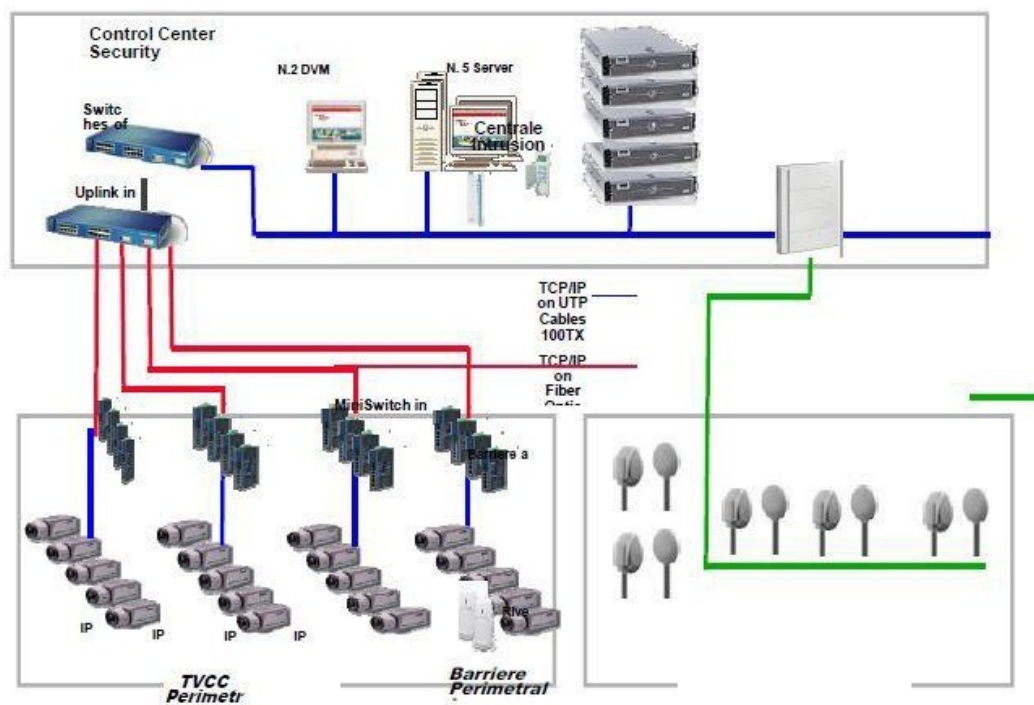 Control Center
Security
N.2 DVM
N. 5 Server
Centrale
Intrusion
Switc
hes of
Uplink in
TCP/IP
on UTP
Cables
100TX
TCP/IP
on
Fiber
Optic
MiniSwitch in
Barriere a
Rive
IP
IP
IP
IP
TVCC
Perimetr
Barriere
Perimetral